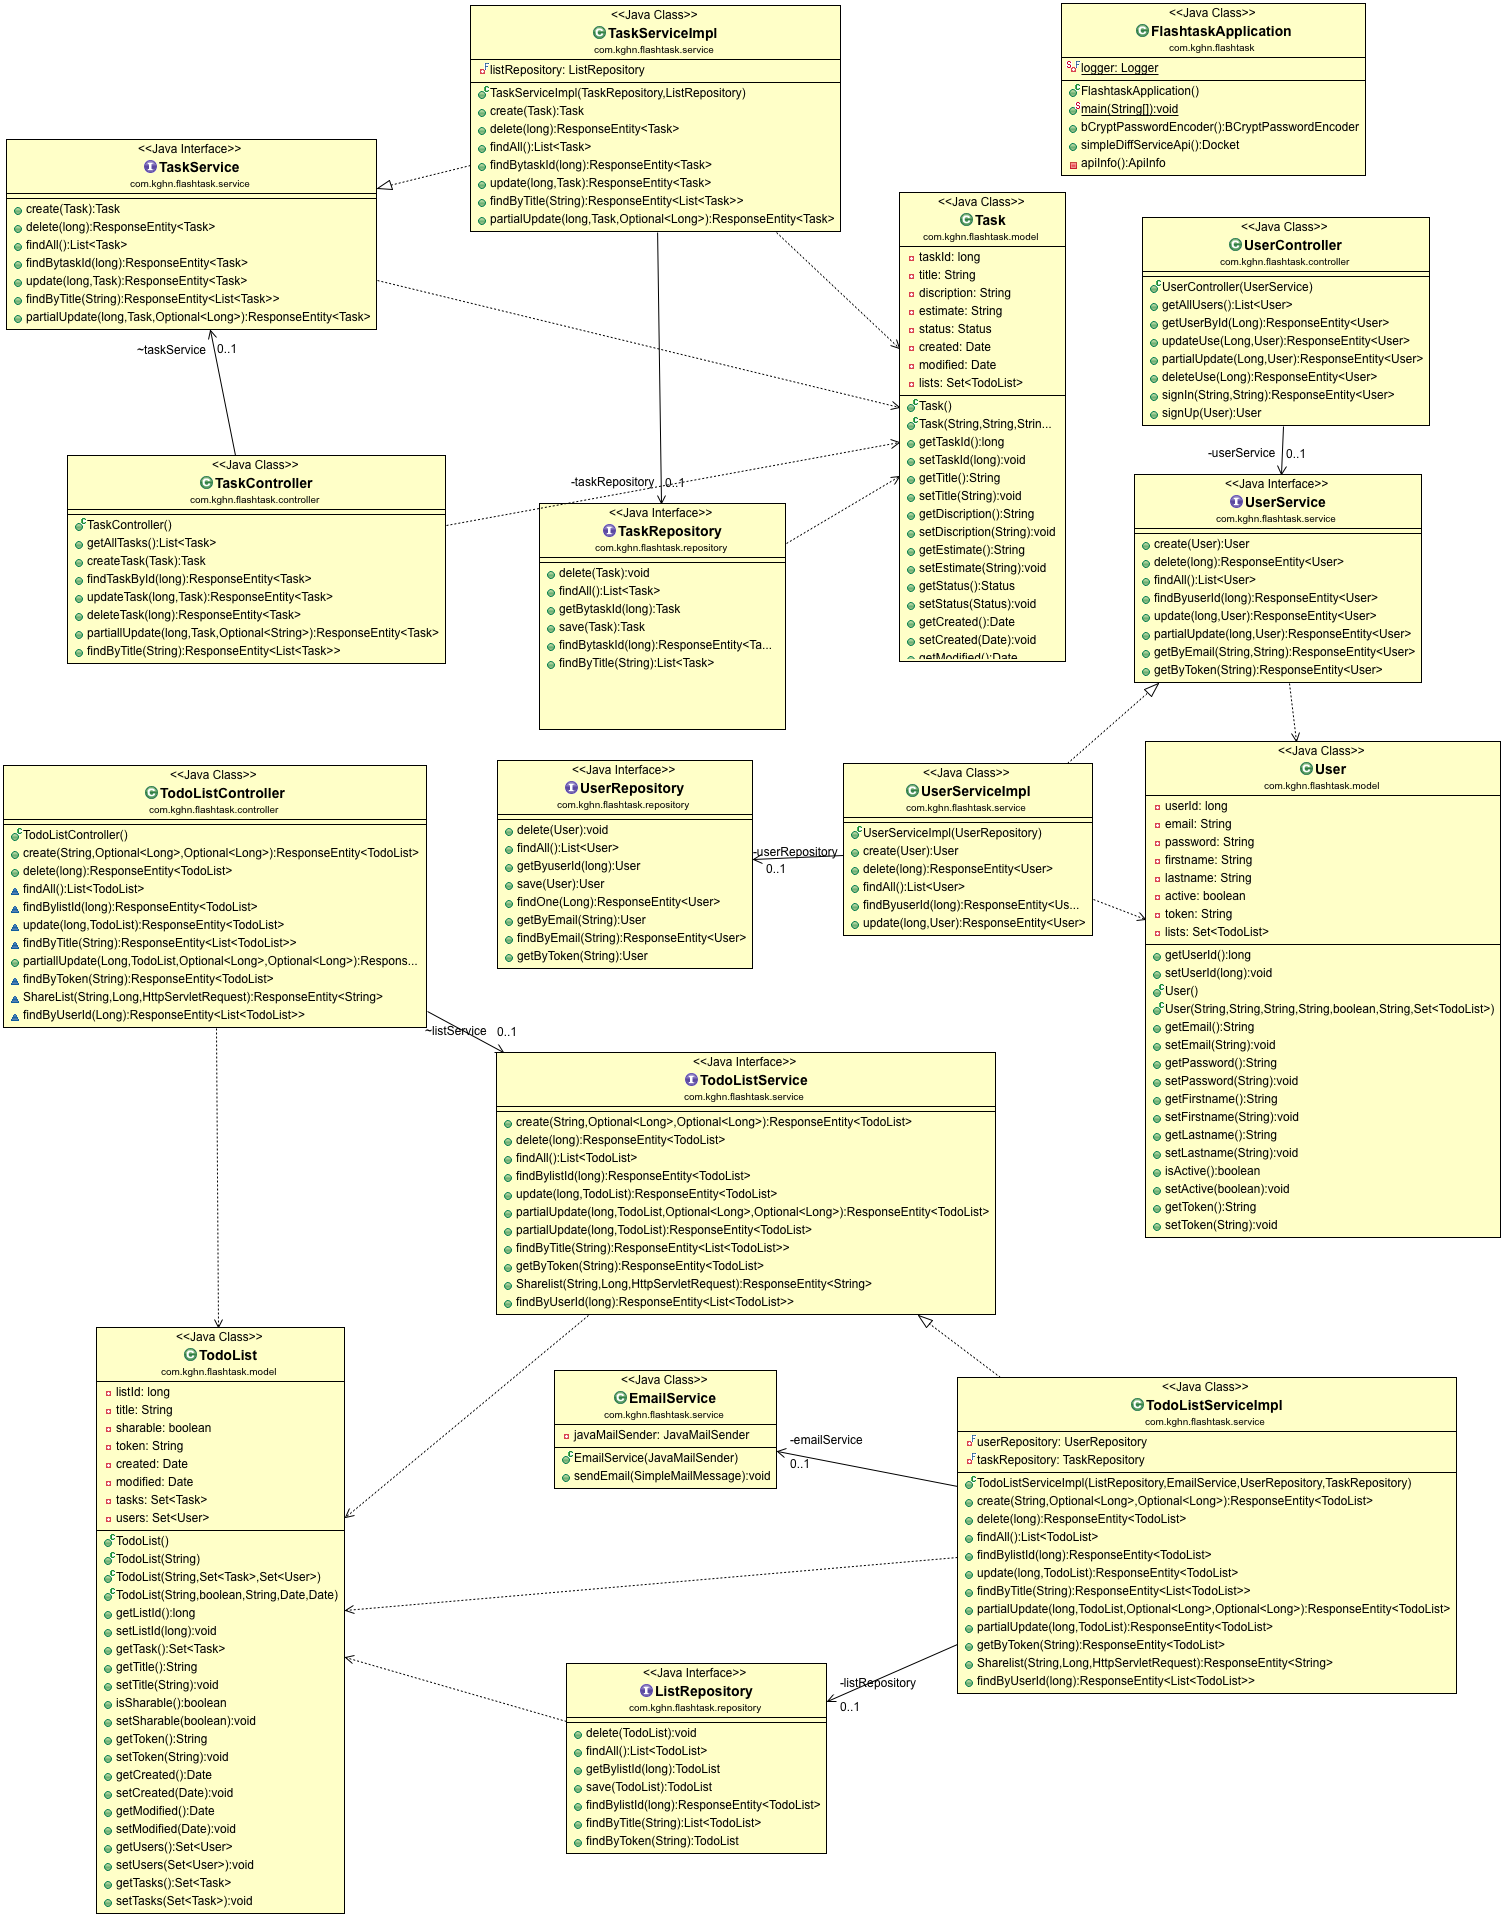 <<Java Class>>
TaskServiceImpl
com.kghn.flashtask.service
listRepository: ListRepository
TaskServiceImpl(TaskRepository,ListRepository)
create(Task):Task
delete(long):ResponseEntity<Task>
findAll():List<Task>
findBytaskId(long):ResponseEntity<Task>
update(long,Task):ResponseEntity<Task>
findByTitle(String):ResponseEntity<List<Task>>
partialUpdate(long,Task,Optional<Long>):ResponseEntity<Task>
<<Java Class>>
FlashtaskApplication
com.kghn.flashtask
logger: Logger
FlashtaskApplication()
main(String[]):void
bCryptPasswordEncoder():BCryptPasswordEncoder
simpleDiffServiceApi():Docket
apiInfo():ApiInfo
<<Java Interface>>
TaskService
com.kghn.flashtask.service
create(Task):Task
delete(long):ResponseEntity<Task>
findAll():List<Task>
findBytaskId(long):ResponseEntity<Task>
update(long,Task):ResponseEntity<Task>
findByTitle(String):ResponseEntity<List<Task>>
partialUpdate(long,Task,Optional<Long>):ResponseEntity<Task>
~taskService 0..1
<<Java Class>>
Task
com.kghn.flashtask.model
taskId: long
title: String
discription: String
estimate: String
status: Status
created: Date
modified: Date
lists: Set<TodoList>
Task()
Task(String,String,Strin...
getTaskId():long
setTaskId(long):void
getTitle():String
setTitle(String):void
getDiscription():String
setDiscription(String):void
getEstimate():String
setEstimate(String):void
getStatus():Status
setStatus(Status):void
getCreated():Date
setCreated(Date):void
getModified():Date
<<Java Class>>
UserController
com.kghn.flashtask.controller
UserController(UserService)
getAllUsers():List<User>
getUserById(Long):ResponseEntity<User>
updateUse(Long,User):ResponseEntity<User>
partialUpdate(Long,User):ResponseEntity<User>
deleteUse(Long):ResponseEntity<User>
signIn(String,String):ResponseEntity<User>
signUp(User):User
-userService 0..1
<<Java Class>>
TaskController
com.kghn.flashtask.controller
TaskController()
getAllTasks():List<Task>
createTask(Task):Task
findTaskById(long):ResponseEntity<Task>
updateTask(long,Task):ResponseEntity<Task>
deleteTask(long):ResponseEntity<Task>
partiallUpdate(long,Task,Optional<String>):ResponseEntity<Task>
findByTitle(String):ResponseEntity<List<Task>>
-taskRepository 0..1
<<Java Interface>>
TaskRepository
com.kghn.flashtask.repository
delete(Task):void
findAll():List<Task>
getBytaskId(long):Task
save(Task):Task
findBytaskId(long):ResponseEntity<Ta...
findByTitle(String):List<Task>
<<Java Interface>>
UserService
com.kghn.flashtask.service
create(User):User
delete(long):ResponseEntity<User>
findAll():List<User>
findByuserId(long):ResponseEntity<User>
update(long,User):ResponseEntity<User>
partialUpdate(long,User):ResponseEntity<User>
getByEmail(String,String):ResponseEntity<User>
getByToken(String):ResponseEntity<User>
<<Java Class>>
TodoListController
com.kghn.flashtask.controller
TodoListController()
create(String,Optional<Long>,Optional<Long>):ResponseEntity<TodoList>
delete(long):ResponseEntity<TodoList>
findAll():List<TodoList>
findBylistId(long):ResponseEntity<TodoList>
update(long,TodoList):ResponseEntity<TodoList>
findByTitle(String):ResponseEntity<List<TodoList>>
partiallUpdate(Long,TodoList,Optional<Long>,Optional<Long>):Respons...
findByToken(String):ResponseEntity<TodoList>
ShareList(String,Long,HttpServletRequest):ResponseEntity<String>
findByUserId(Long):ResponseEntity<List<TodoList>>
~listService 0..1
<<Java Interface>>
UserRepository
com.kghn.flashtask.repository
delete(User):void
findAll():List<User>
getByuserId(long):User
save(User):User
findOne(Long):ResponseEntity<User>
getByEmail(String):User
findByEmail(String):ResponseEntity<User>
getByToken(String):User
-userRepository
0..1
<<Java Class>>
UserServiceImpl
com.kghn.flashtask.service
UserServiceImpl(UserRepository)
create(User):User
delete(long):ResponseEntity<User>
findAll():List<User>
findByuserId(long):ResponseEntity<Us...
update(long,User):ResponseEntity<User>
<<Java Class>>
User
com.kghn.flashtask.model
userId: long
email: String
password: String
firstname: String
lastname: String
active: boolean
token: String
lists: Set<TodoList>
getUserId():long
setUserId(long):void
User()
User(String,String,String,String,boolean,String,Set<TodoList>)
getEmail():String
setEmail(String):void
getPassword():String
setPassword(String):void
getFirstname():String
setFirstname(String):void
getLastname():String
setLastname(String):void
isActive():boolean
setActive(boolean):void
getToken():String
setToken(String):void
<<Java Interface>>
TodoListService
com.kghn.flashtask.service
create(String,Optional<Long>,Optional<Long>):ResponseEntity<TodoList>
delete(long):ResponseEntity<TodoList>
findAll():List<TodoList>
findBylistId(long):ResponseEntity<TodoList>
update(long,TodoList):ResponseEntity<TodoList>
partialUpdate(long,TodoList,Optional<Long>,Optional<Long>):ResponseEntity<TodoList>
partialUpdate(long,TodoList):ResponseEntity<TodoList>
findByTitle(String):ResponseEntity<List<TodoList>>
getByToken(String):ResponseEntity<TodoList>
Sharelist(String,Long,HttpServletRequest):ResponseEntity<String>
findByUserId(long):ResponseEntity<List<TodoList>>
<<Java Class>>
TodoList
com.kghn.flashtask.model
listId: long
title: String
sharable: boolean
token: String
created: Date
modified: Date
tasks: Set<Task>
users: Set<User>
TodoList()
TodoList(String)
TodoList(String,Set<Task>,Set<User>)
TodoList(String,boolean,String,Date,Date)
getListId():long
setListId(long):void
getTask():Set<Task>
getTitle():String
setTitle(String):void
isSharable():boolean
setSharable(boolean):void
getToken():String
setToken(String):void
getCreated():Date
setCreated(Date):void
getModified():Date
setModified(Date):void
getUsers():Set<User>
setUsers(Set<User>):void
getTasks():Set<Task>
setTasks(Set<Task>):void
<<Java Class>>
EmailService
com.kghn.flashtask.service
javaMailSender: JavaMailSender
EmailService(JavaMailSender)
sendEmail(SimpleMailMessage):void
-emailService
0..1
<<Java Class>>
TodoListServiceImpl
com.kghn.flashtask.service
userRepository: UserRepository
taskRepository: TaskRepository
TodoListServiceImpl(ListRepository,EmailService,UserRepository,TaskRepository)
create(String,Optional<Long>,Optional<Long>):ResponseEntity<TodoList>
delete(long):ResponseEntity<TodoList>
findAll():List<TodoList>
findBylistId(long):ResponseEntity<TodoList>
update(long,TodoList):ResponseEntity<TodoList>
findByTitle(String):ResponseEntity<List<TodoList>>
partialUpdate(long,TodoList,Optional<Long>,Optional<Long>):ResponseEntity<TodoList>
partialUpdate(long,TodoList):ResponseEntity<TodoList>
getByToken(String):ResponseEntity<TodoList>
Sharelist(String,Long,HttpServletRequest):ResponseEntity<String>
findByUserId(long):ResponseEntity<List<TodoList>>
-listRepository
0..1
<<Java Interface>>
ListRepository
com.kghn.flashtask.repository
delete(TodoList):void
findAll():List<TodoList>
getBylistId(long):TodoList
save(TodoList):TodoList
findBylistId(long):ResponseEntity<TodoList>
findByTitle(String):List<TodoList>
findByToken(String):TodoList